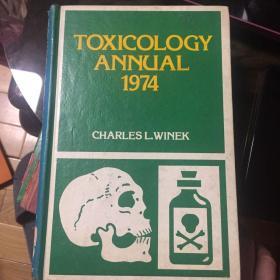 TOXICOLOGY
ANNUAL
1974
CHARLES L. WINEK